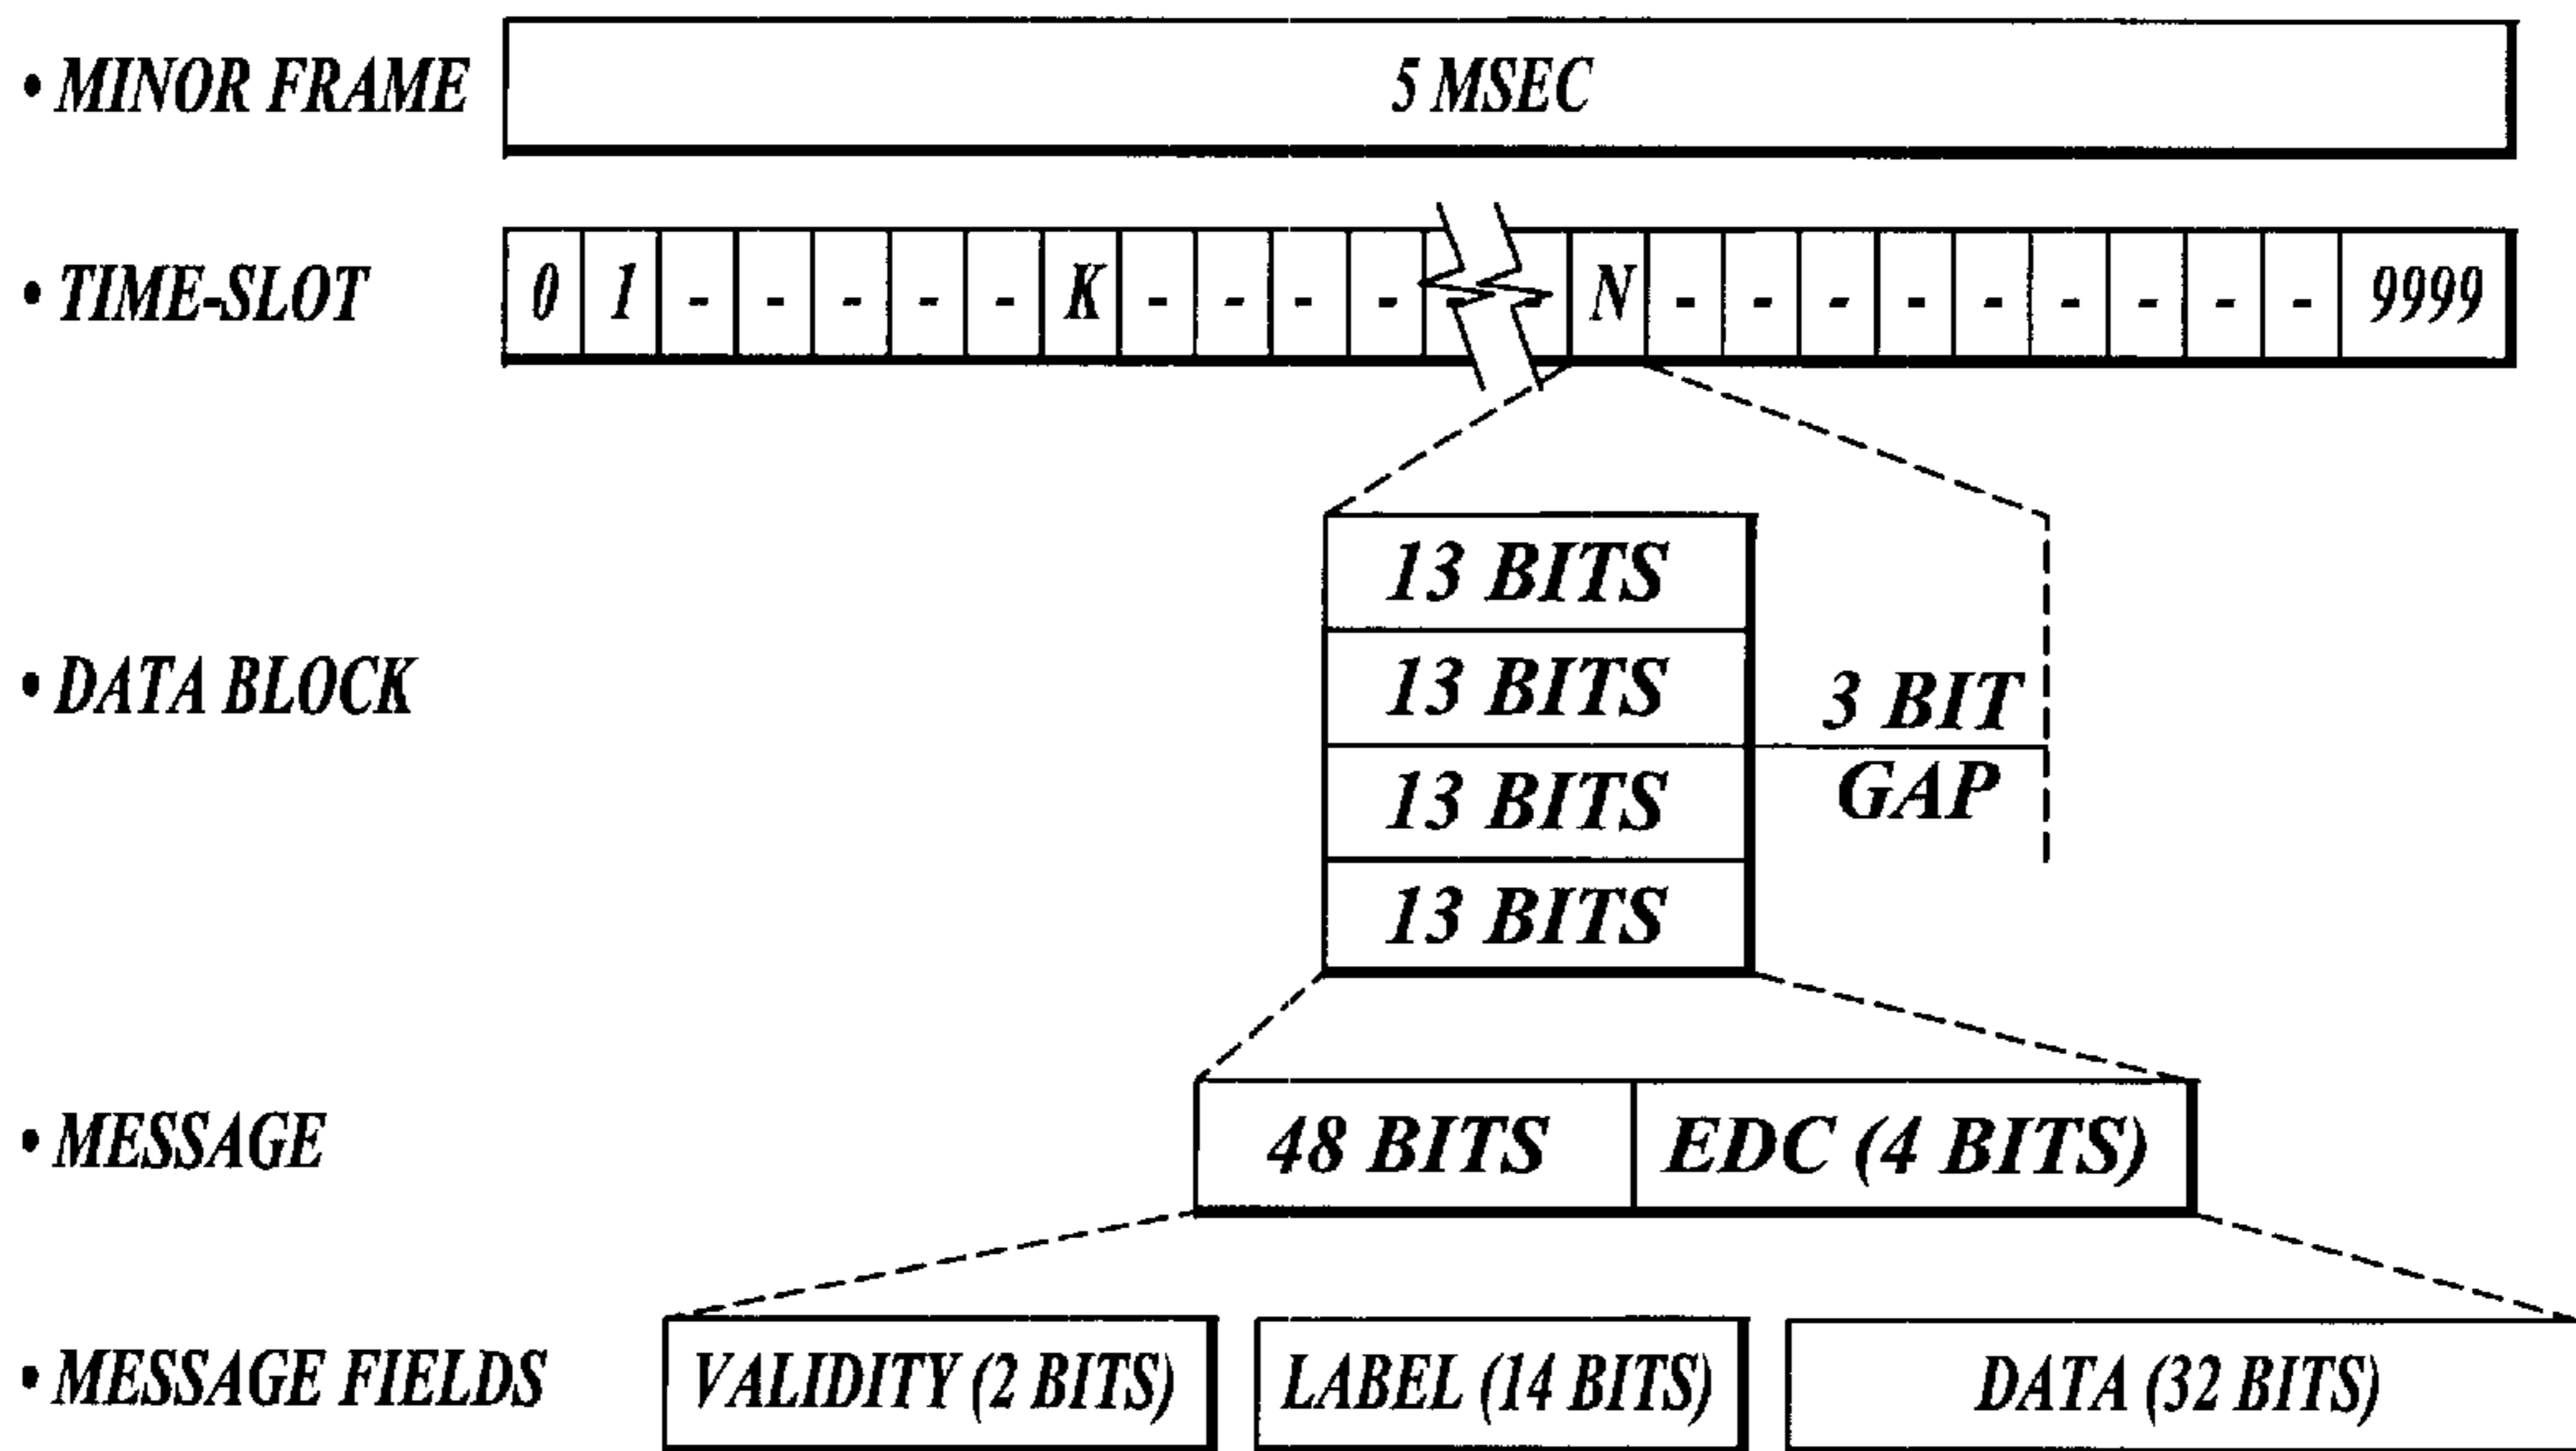 • MINOR FRAME 5 MSEC
• TIME-SLOT 0 1 - - - - - K - - - - - - N - - - - - - - - - 9999
13 BITS
• DATA BLOCK 13 BITS 3 BIT
13 BITS GAP
13 BITS
• MESSAGE 48 BITS EDC (4 BITS)
• MESSAGE FIELDS VALIDITY (2 BITS) LABEL (14 BITS) DATA (32 BITS)